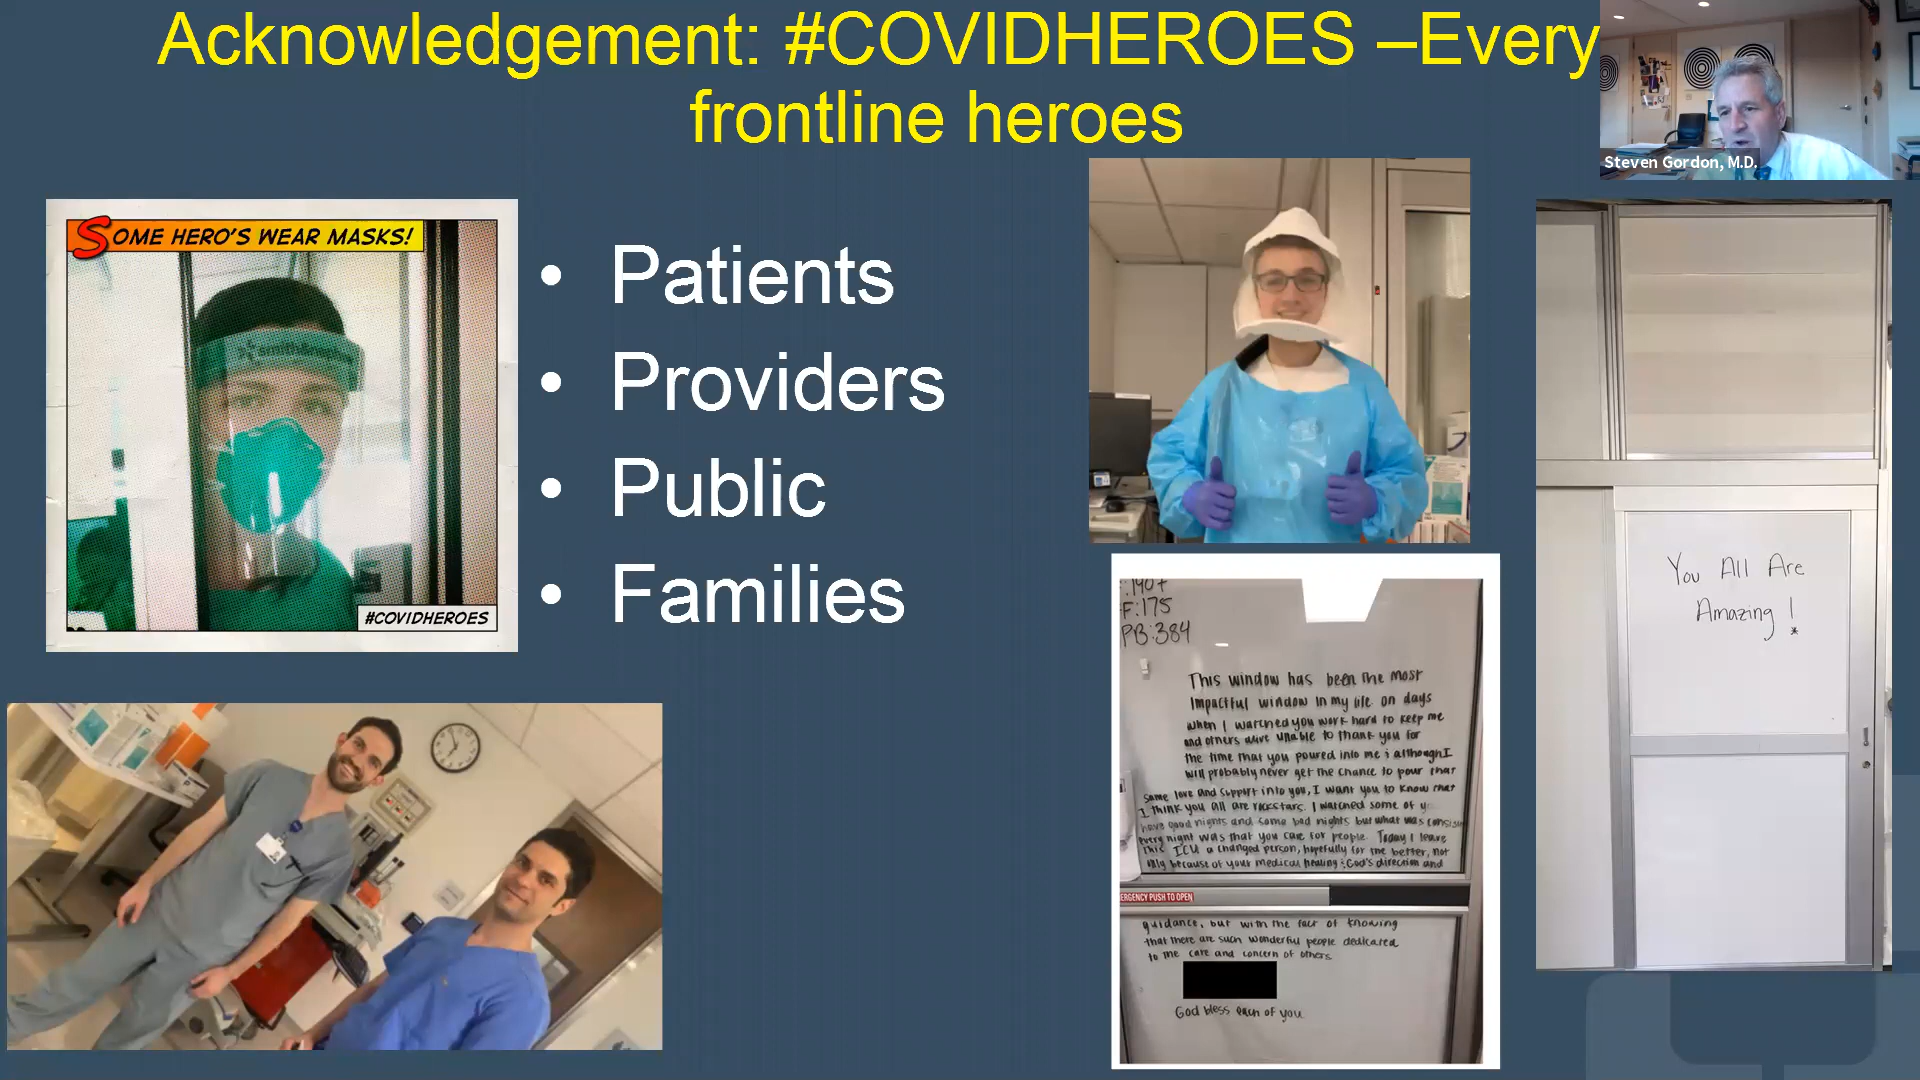 Acknowledgement: #COVIDHEROES –Every
frontline heroes
Steven Gordon, M.D.
SOME HERO'S WEAR MASKS!
smith&nephew
#COVIDHEROES
• Patients
• Providers
• Public
• Families
F:175
PB:384
This window has been the most
impactful window in my life. on days
when I watched you work hard to keep me
and others alive unable to thank you for
the time that you poured into me & although I
will probably never get the chance to pour that
same love and support into you, I want you to know that
I think you all are rockstars. I watched some of y
have good nights and some bad nights but what was consis
every night was that you care for people. Today I leave
this ICU a changed person, hopefully for the better, not
only because of your medical healing & God's direction and
ERGENCY PUSH TO OPEN
guidance, but with the fact of knowing
that there are such wonderful people dedicated
to the care and concern of others.
God bless each of you
You All Are
Amazing!